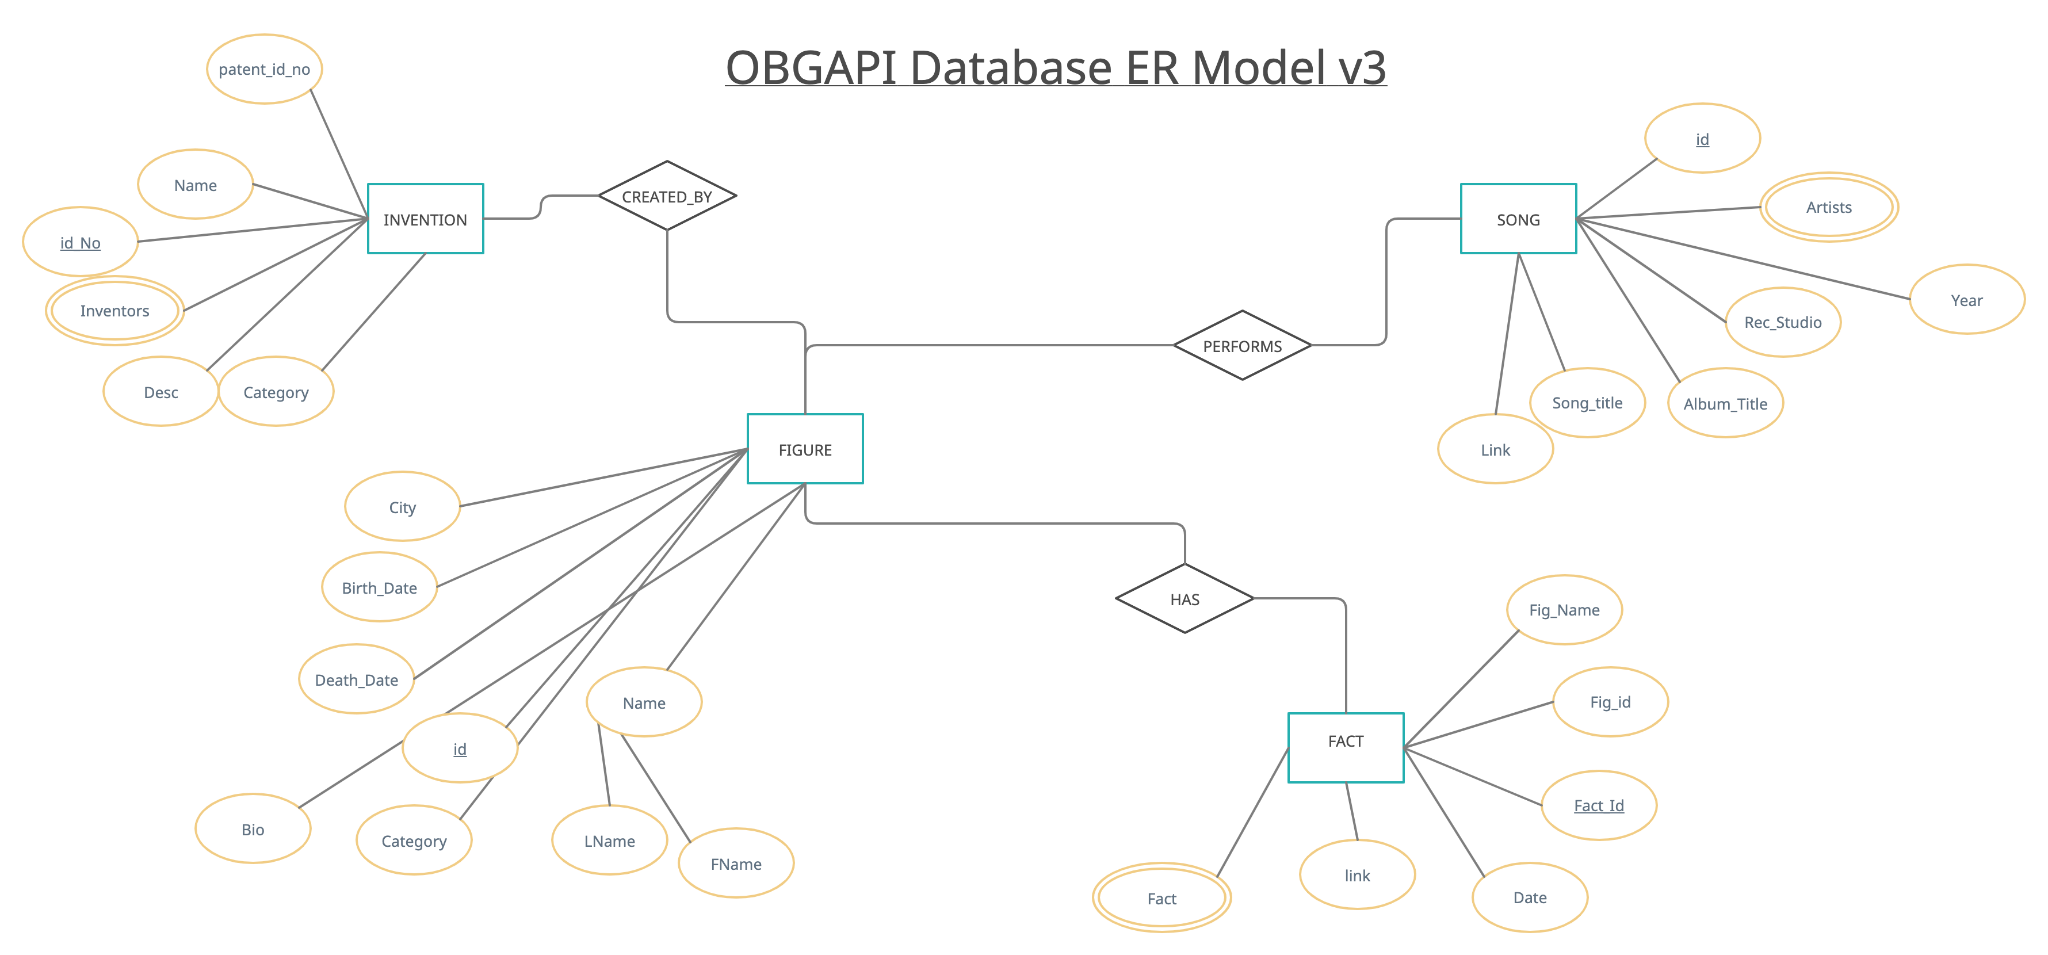 OBGAPI Database ER Model v3
patent_id_no
Name
id_No
Inventors
Desc
Category
INVENTION
CREATED_BY
PERFORMS
SONG
id
Artists
Year
Rec_Studio
Album_Title
Song_title
Link
FIGURE
City
Birth_Date
Death_Date
id
Name
Bio
Category
LName
FName
HAS
FACT
Fig_Name
Fig_id
Fact_Id
Date
link
Fact